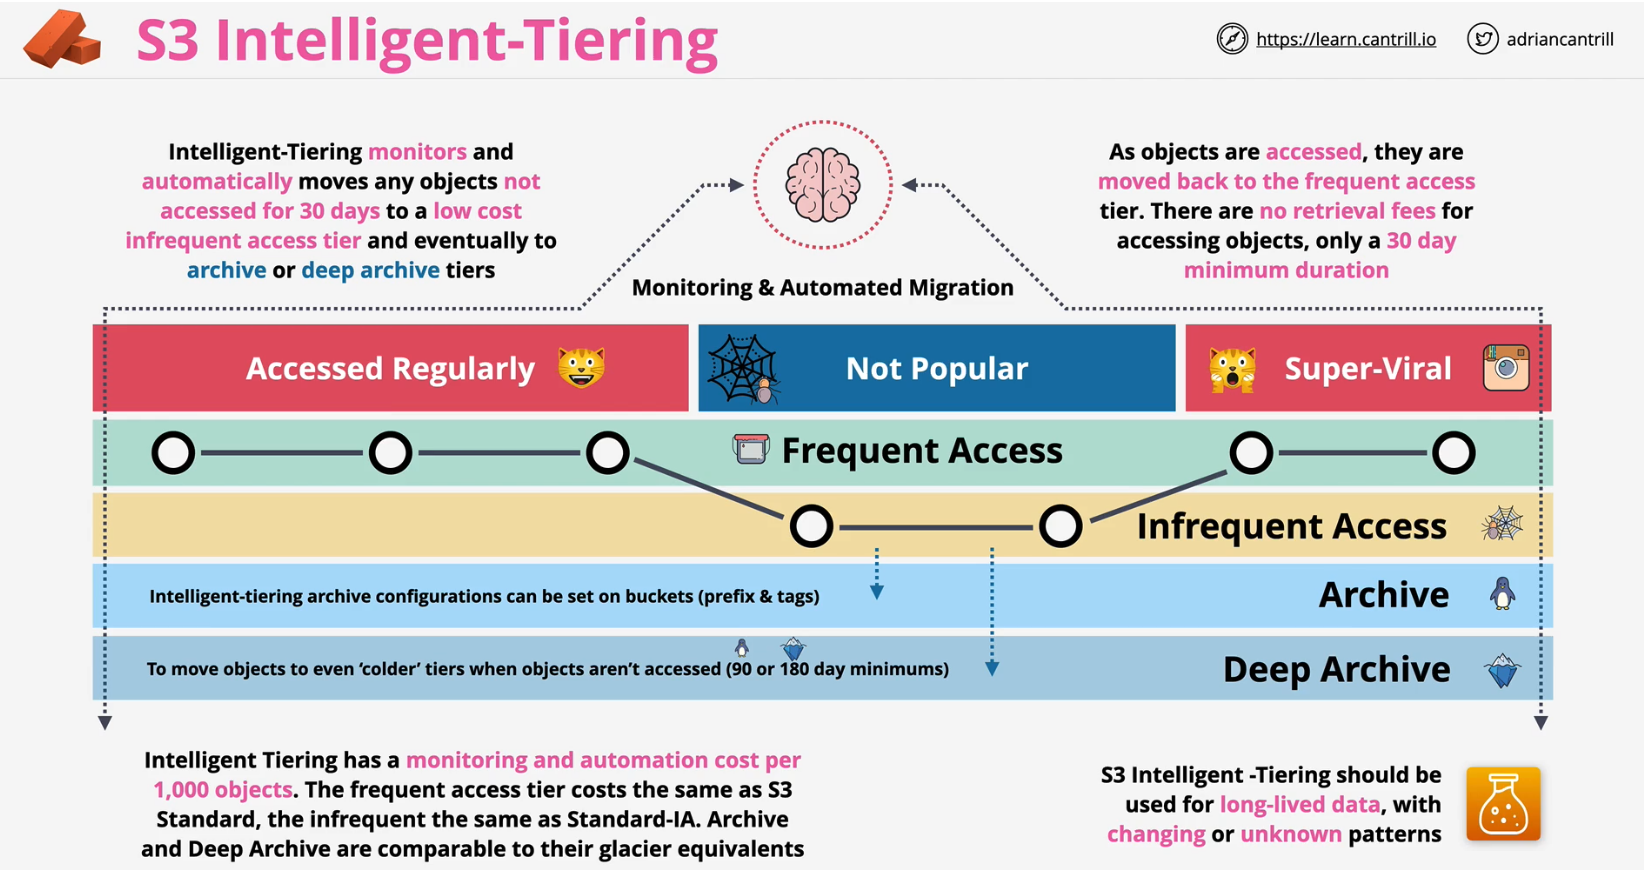 S3 Intelligent-Tiering
https://learn.cantrill.io
adriancantrill
Intelligent-Tiering monitors and
automatically moves any objects not
accessed for 30 days to a low cost
infrequent access tier and eventually to
archive or deep archive tiers
As objects are accessed, they are
moved back to the frequent access
tier. There are no retrieval fees for
accessing objects, only a 30 day
minimum duration
Monitoring & Automated Migration
Accessed Regularly
Not Popular
Super-Viral
Frequent Access
Infrequent Access
Intelligent-tiering archive configurations can be set on buckets (prefix & tags)
Archive
To move objects to even ‘colder’ tiers when objects aren’t accessed (90 or 180 day minimums)
Deep Archive
Intelligent Tiering has a monitoring and automation cost per
1,000 objects. The frequent access tier costs the same as S3
Standard, the infrequent the same as Standard-IA. Archive
and Deep Archive are comparable to their glacier equivalents
S3 Intelligent -Tiering should be
used for long-lived data, with
changing or unknown patterns